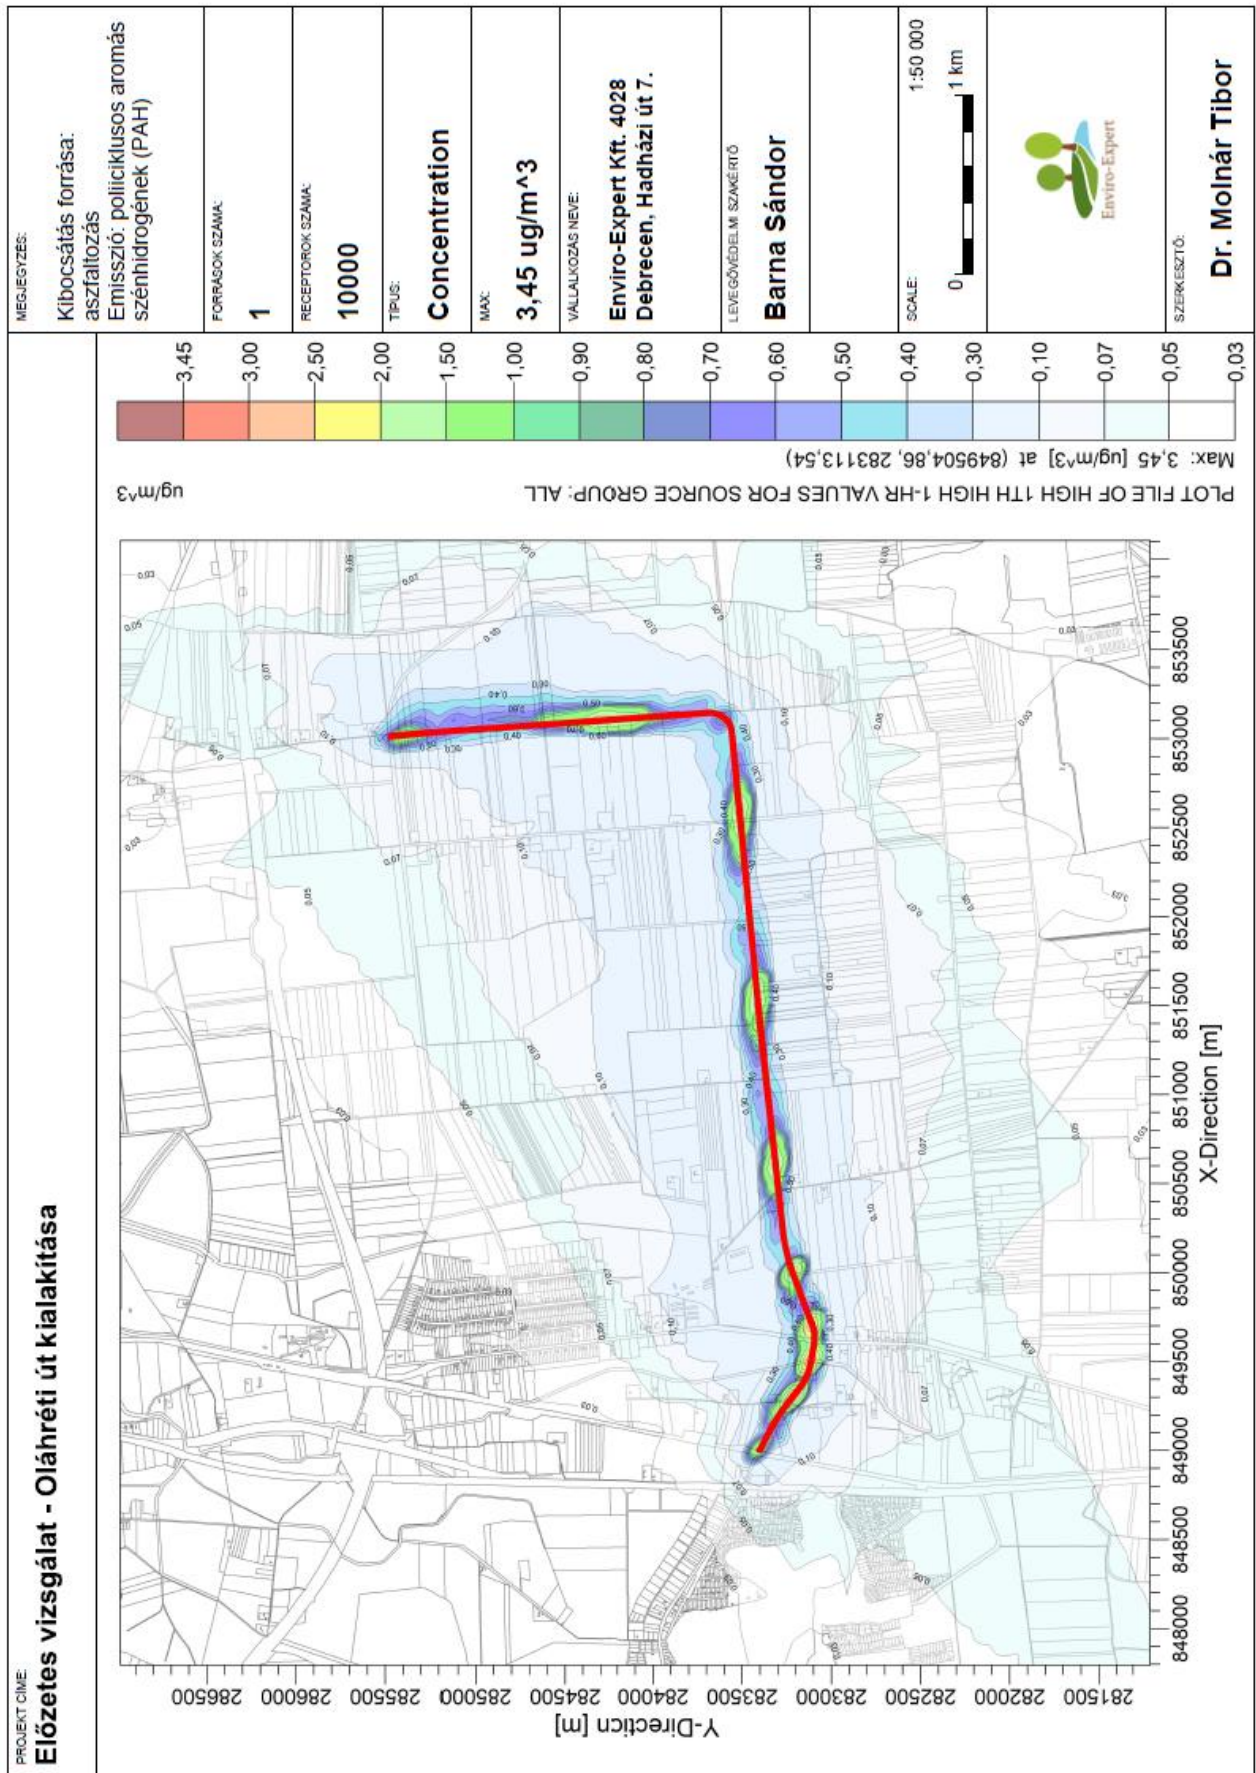 PROJEKT CÍME:
Előzetes vizsgálat - Oláhréti út kialakítása
Y-Direction [m]
286500
286000
285500
285000
284500
284000
283500
283000
282500
282000
281500
848000
848500
849000
849500
850000
850500
851000
851500
852000
852500
853000
853500
X-Direction [m]
PLOT FILE OF HIGH 1TH HIGH 1-HR VALUES FOR SOURCE GROUP: ALL
Max: 3,45 [ug/m^3] at (849504,86, 283113,54)
ug/m^3
3,45
3,00
2,50
2,00
1,50
1,00
0,90
0,80
0,70
0,60
0,50
0,40
0,30
0,10
0,07
0,05
0,03
MEGJEGYZÉS:
Kibocsátás forrása:
aszfaltozás
Emisszió: policiklusos aromás
szénhidrogének (PAH)
FORRÁSOK SZÁMA:
1
RECEPTOROK SZÁMA:
10000
TÍPUS:
Concentration
MAX:
3,45 ug/m^3
VÁLLALKOZÁS NEVE:
Enviro-Expert Kft. 4028
Debrecen, Hadházi út 7.
LEVEGŐVÉDELMI SZAKÉRTŐ
Barna Sándor
SCALE:
1:50 000
0
1 km
Enviro-Expert
SZERKESZTŐ:
Dr. Molnár Tibor